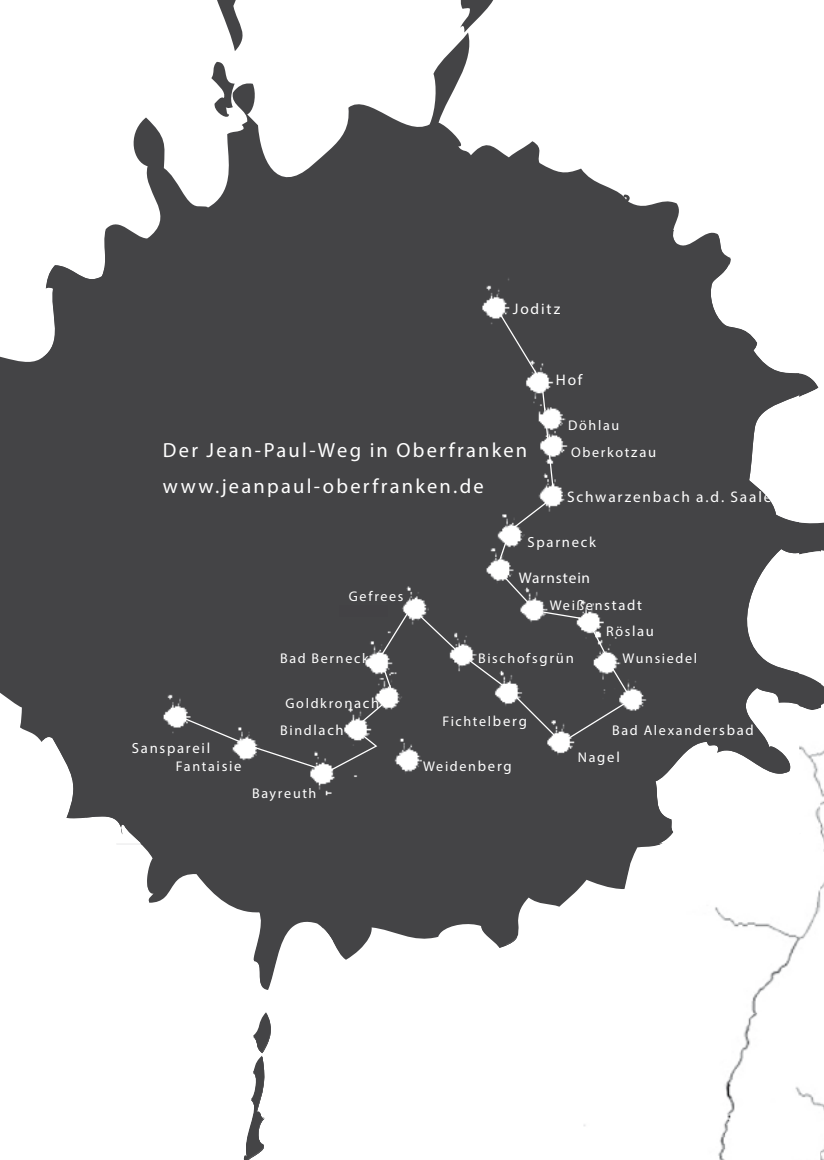 Joditz
Hof
Döhlau
Der Jean-Paul-Weg in Oberfranken
Oberkotzau
www.jeanpaul-oberfranken.de
Schwarzenbach a.d. Saale
Sparneck
Warnstein
Gefrees
Weißenstadt
Röslau
Bad Berneck
Bischofsgrün
Wunsiedel
Goldkronach
Fichtelberg
Bindlach
Bad Alexandersbad
Sanspareil
Nagel
Fantaisie
Weidenberg
Bayreuth